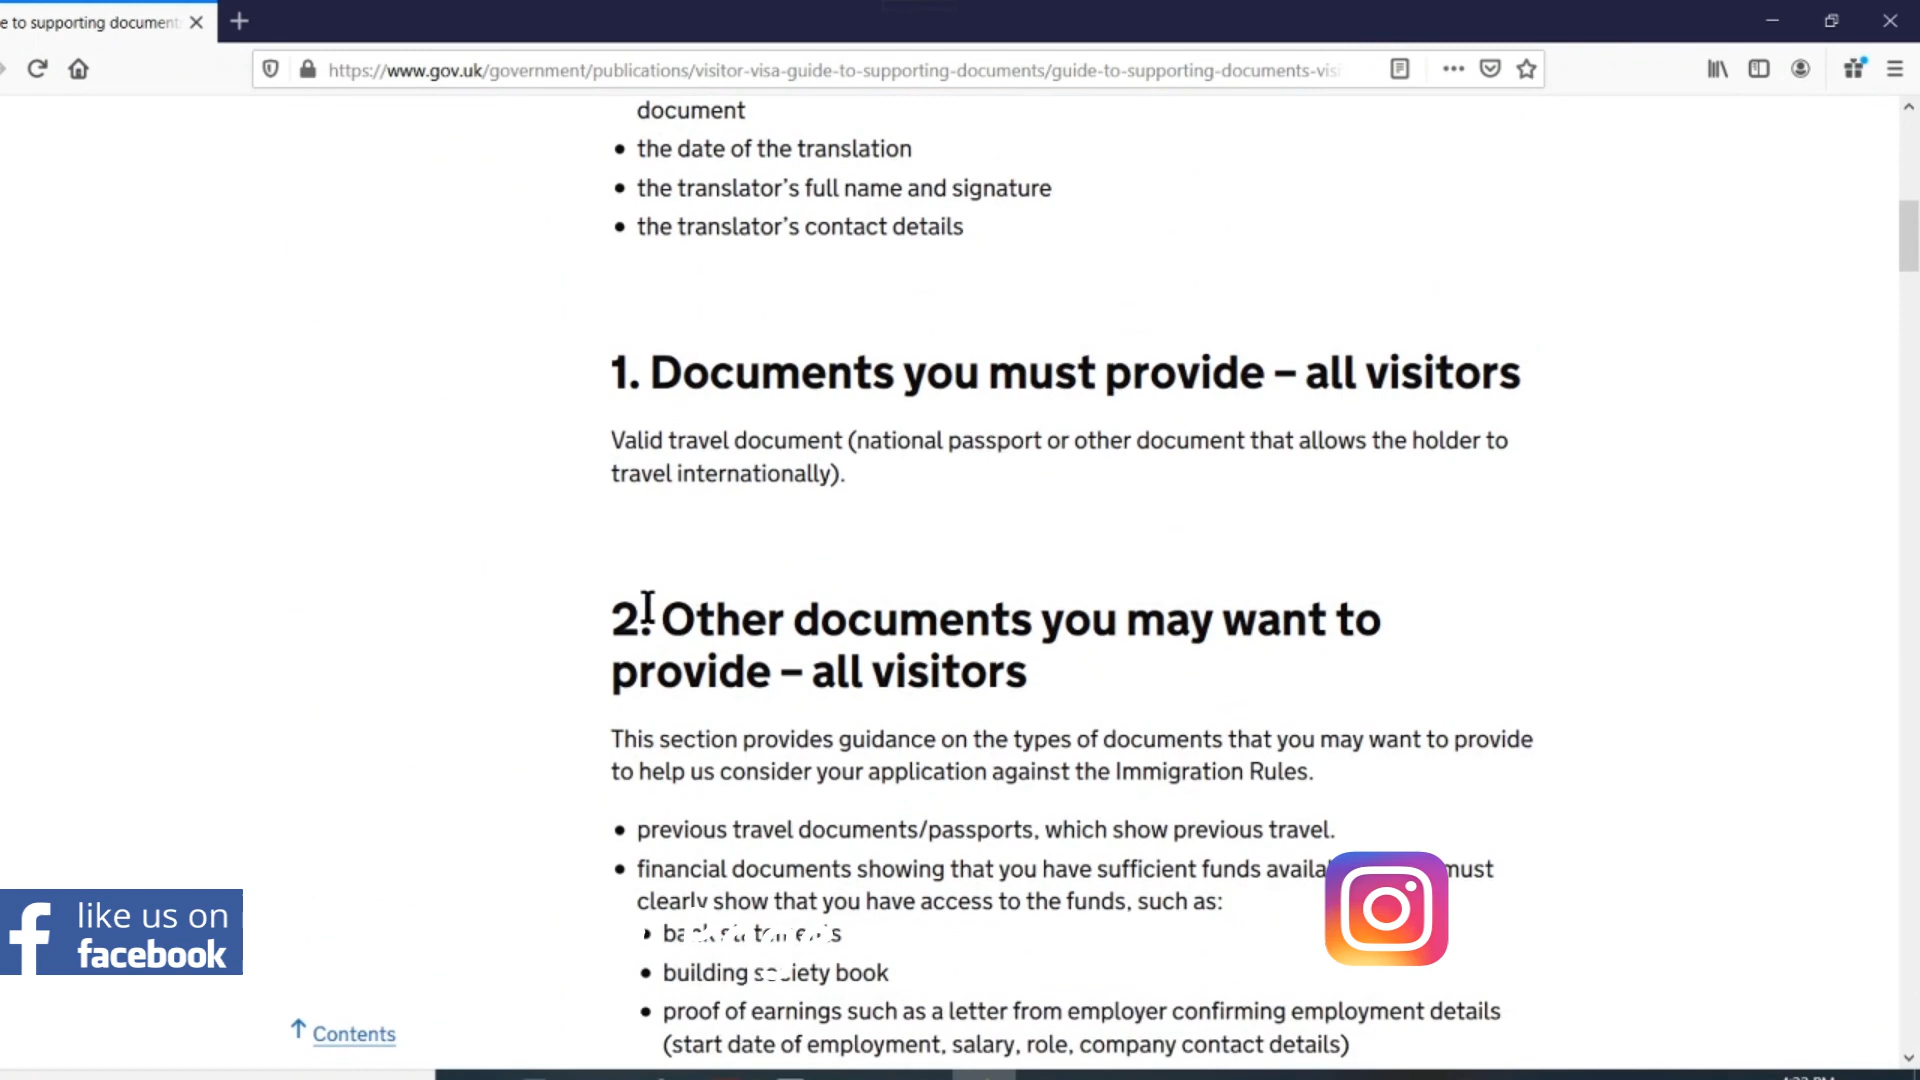 e to supporting document
https://www.gov.uk/government/publications/visitor-visa-guide-to-supporting-documents/guide-to-supporting-documents-visi
document
• the date of the translation
• the translator’s full name and signature
• the translator’s contact details
1. Documents you must provide – all visitors
Valid travel document (national passport or other document that allows the holder to
travel internationally).
2. Other documents you may want to
provide – all visitors
This section provides guidance on the types of documents that you may want to provide
to help us consider your application against the Immigration Rules.
• previous travel documents/passports, which show previous travel.
• financial documents showing that you have sufficient funds must
clearly show that you have access to the funds, such as:
• building society book
• proof of earnings such as a letter from employer confirming employment details
(start date of employment, salary, role, company contact details)
like us on
facebook
↑ Contents